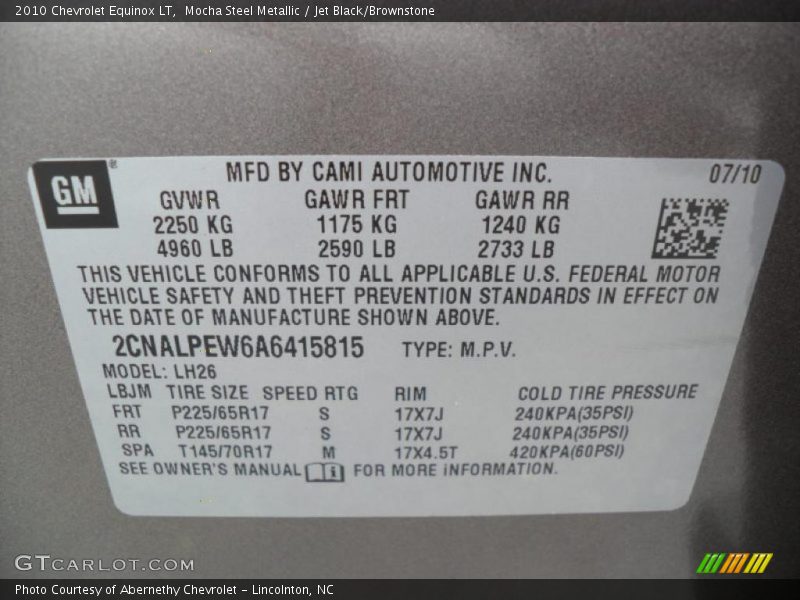 2010 Chevrolet Equinox LT,  Mocha Steel Metallic / Jet Black/Brownstone
GM® MFD BY CAMI AUTOMOTIVE INC. 07/10
GVWR GAWR FRT GAWR RR
2250 KG 1175 KG 1240 KG
4960 LB 2590 LB 2733 LB
THIS VEHICLE CONFORMS TO ALL APPLICABLE U.S. FEDERAL MOTOR
VEHICLE SAFETY AND THEFT PREVENTION STANDARDS IN EFFECT ON
THE DATE OF MANUFACTURE SHOWN ABOVE.
2CNALPEW6A6415815 TYPE: M.P.V.
MODEL: LH26
LBJM TIRE SIZE SPEED RTG RIM COLD TIRE PRESSURE
FRT P225/65R17 S 17X7J 240KPA(35PSI)
RR P225/65R17 S 17X7J 240KPA(35PSI)
SPA T145/70R17 M 17X4.5T 420KPA(60PSI)
SEE OWNER'S MANUAL i FOR MORE INFORMATION.
GTCARLOT.COM
Photo Courtesy of Abernethy Chevrolet - Lincolnton, NC